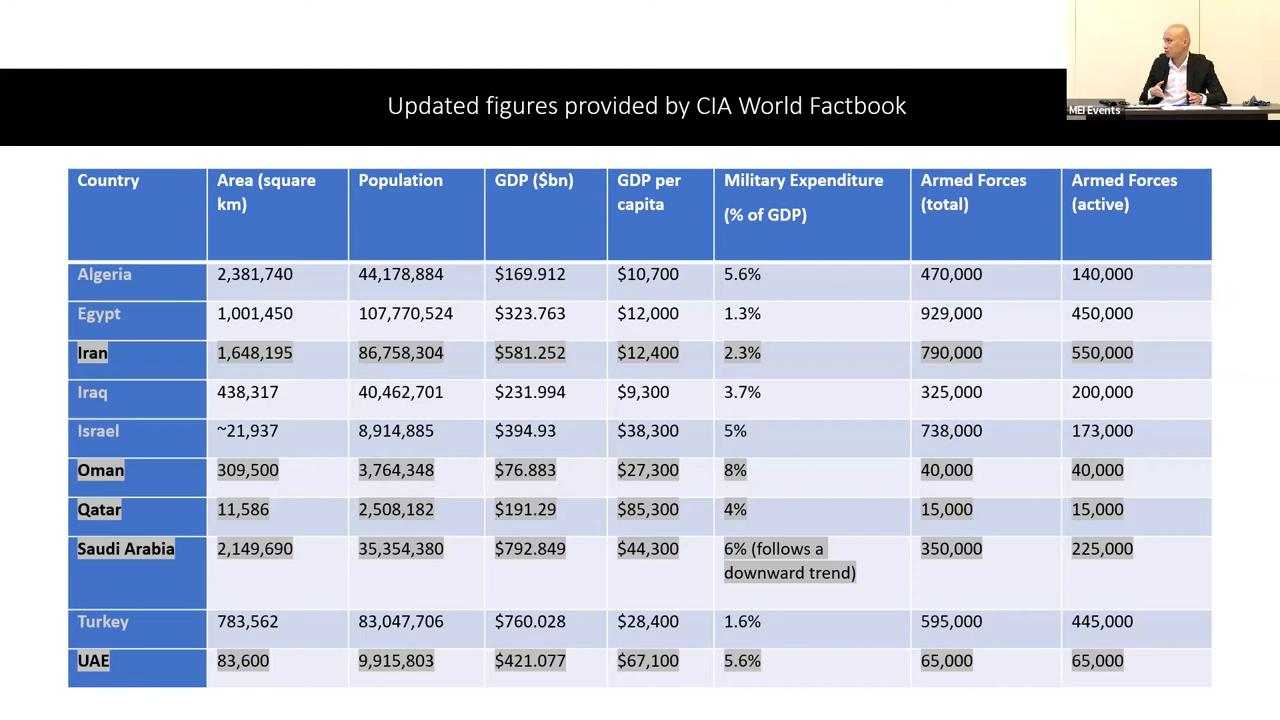 Updated figures provided by CIA World Factbook
MEI Events
Country Area (square km) Population GDP ($bn) GDP per capita Military Expenditure (% of GDP) Armed Forces (total) Armed Forces (active)
Algeria 2,381,740 44,178,884 $169.912 $10,700 5.6% 470,000 140,000
Egypt 1,001,450 107,770,524 $323.763 $12,000 1.3% 929,000 450,000
Iran 1,648,195 86,758,304 $581.252 $12,400 2.3% 790,000 550,000
Iraq 438,317 40,462,701 $231.994 $9,300 3.7% 325,000 200,000
Israel ~21,937 8,914,885 $394.93 $38,300 5% 738,000 173,000
Oman 309,500 3,764,348 $76.883 $27,300 8% 40,000 40,000
Qatar 11,586 2,508,182 $191.29 $85,300 4% 15,000 15,000
Saudi Arabia 2,149,690 35,354,380 $792.849 $44,300 6% (follows a downward trend) 350,000 225,000
Turkey 783,562 83,047,706 $760.028 $28,400 1.6% 595,000 445,000
UAE 83,600 9,915,803 $421.077 $67,100 5.6% 65,000 65,000